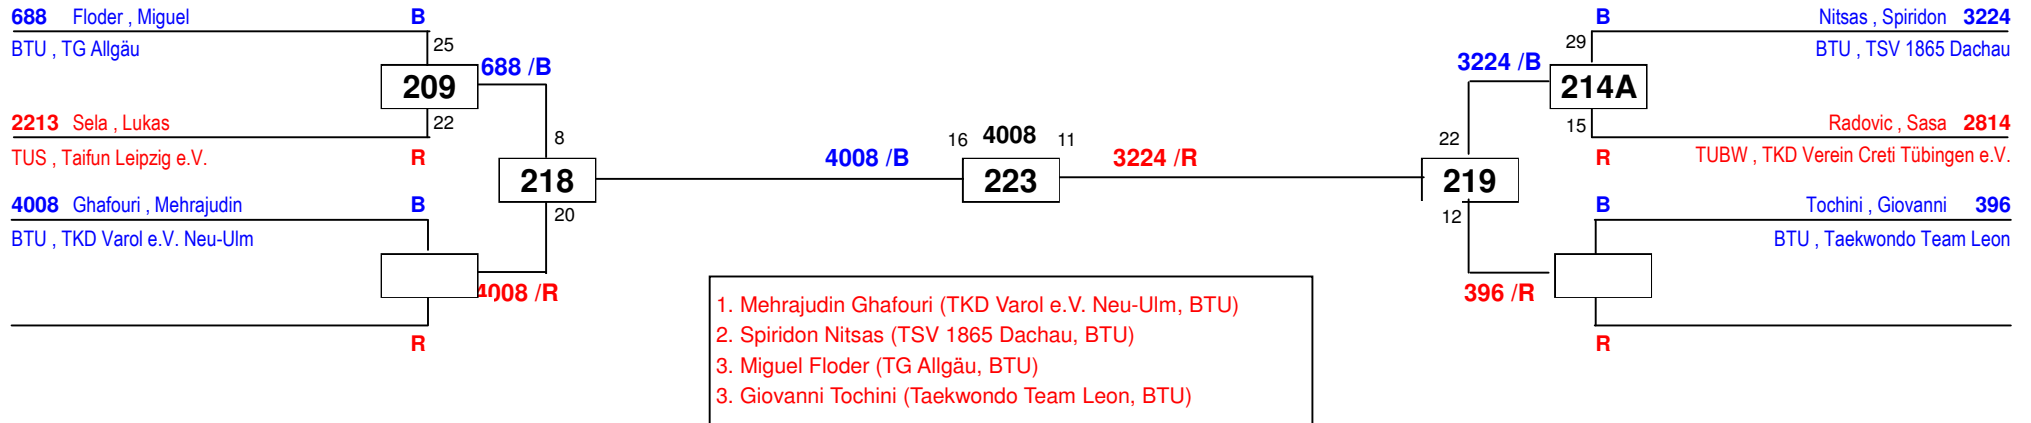 688 Floder , Miguel B
BTU , TG Allgäu
25
688 /B
209
2213 Sela , Lukas
22
TUS , Taifun Leipzig e.V. R
8
218
20
4008 Ghafouri , Mehrajudin B
BTU , TKD Varol e.V. Neu-Ulm
4008 /R
R
4008 /B
16 4008 11
223
3224 /R
B Nitsas , Spiridon 3224
29
BTU , TSV 1865 Dachau
3224 /B
214A
15
Radovic , Sasa 2814
R TUBW , TKD Verein Creti Tübingen e.V.
22
219
12
B Tochini , Giovanni 396
BTU , Taekwondo Team Leon
396 /R
R
1. Mehrajudin Ghafouri (TKD Varol e.V. Neu-Ulm, BTU)
2. Spiridon Nitsas (TSV 1865 Dachau, BTU)
3. Miguel Floder (TG Allgäu, BTU)
3. Giovanni Tochini (Taekwondo Team Leon, BTU)